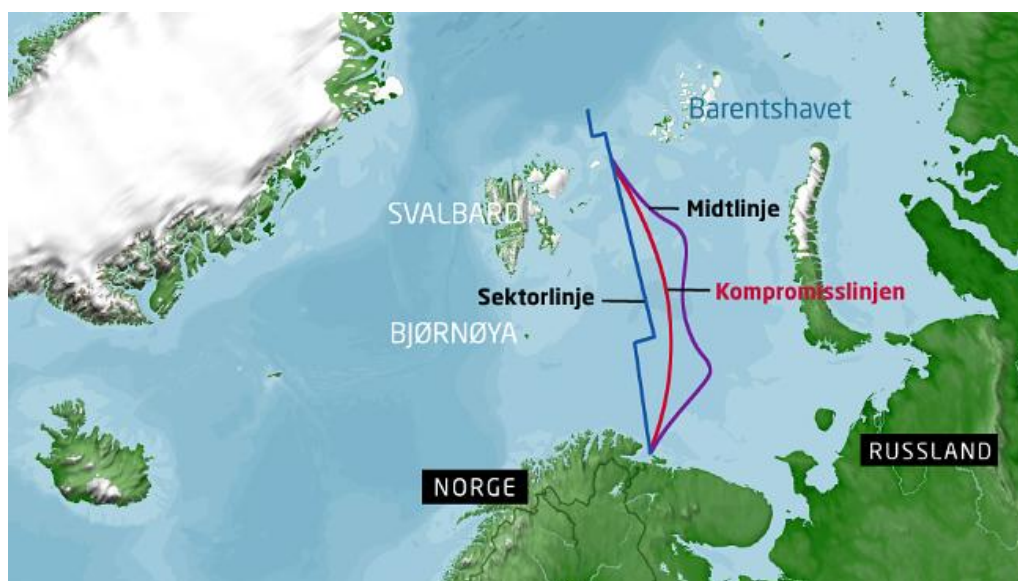 Barentshavet
SVALBARD
Midtlinje
Sektorlinje
Kompromisslinjen
BJØRNØYA
RUSSLAND
NORGE